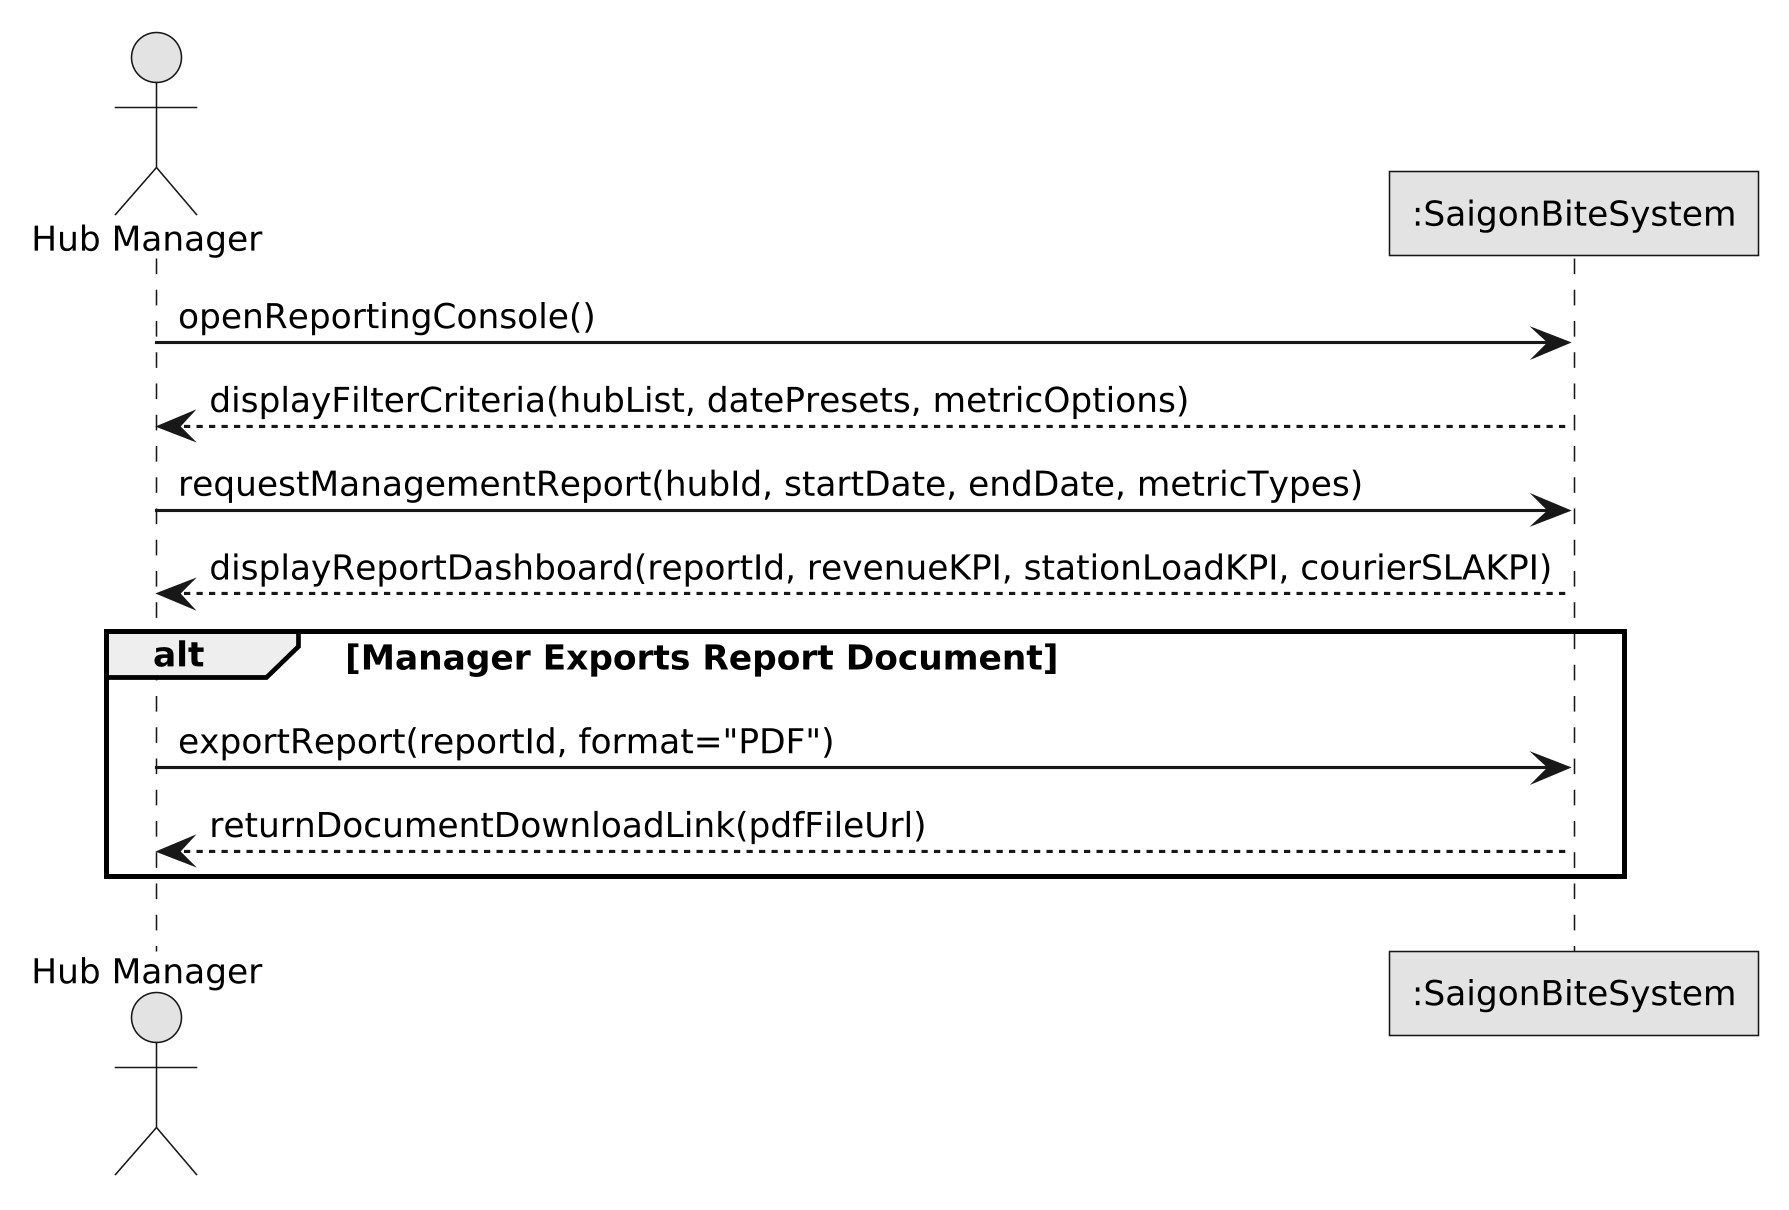 Hub Manager
:SaigonBiteSystem
openReportingConsole()
displayFilterCriteria(hubList, datePresets, metricOptions)
requestManagementReport(hubId, startDate, endDate, metricTypes)
displayReportDashboard(reportId, revenueKPI, stationLoadKPI, courierSLAKPI)
alt [Manager Exports Report Document]
exportReport(reportId, format="PDF")
returnDocumentDownloadLink(pdfFileUrl)
Hub Manager
:SaigonBiteSystem